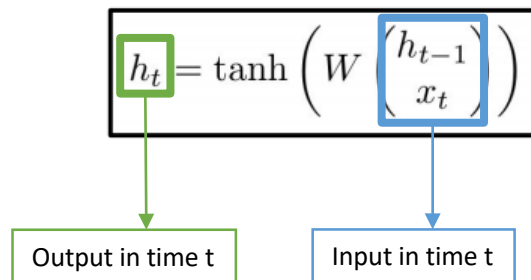 h_t = tanh ( W ( h_{t-1} x_t ) )
Output in time t
Input in time t